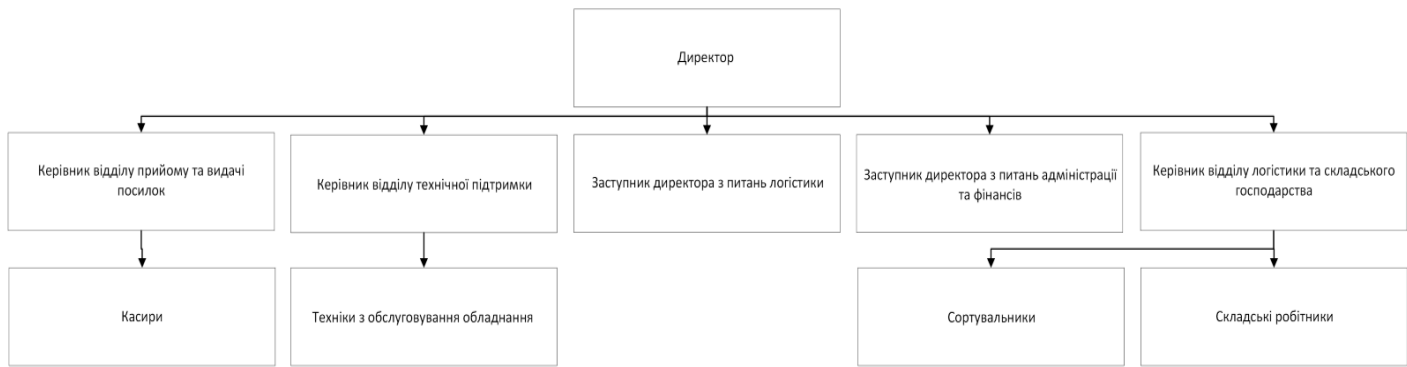 Директор
Керівник відділу прийому та видачі
посилок
Керівник відділу технічної підтримки
Заступник директора з питань логістики
Заступник директора з питань адміністрації
та фінансів
Керівник відділу логістики та складського
господарства
Касири
Техніки з обслуговування обладнання
Сортувальники
Складські робітники